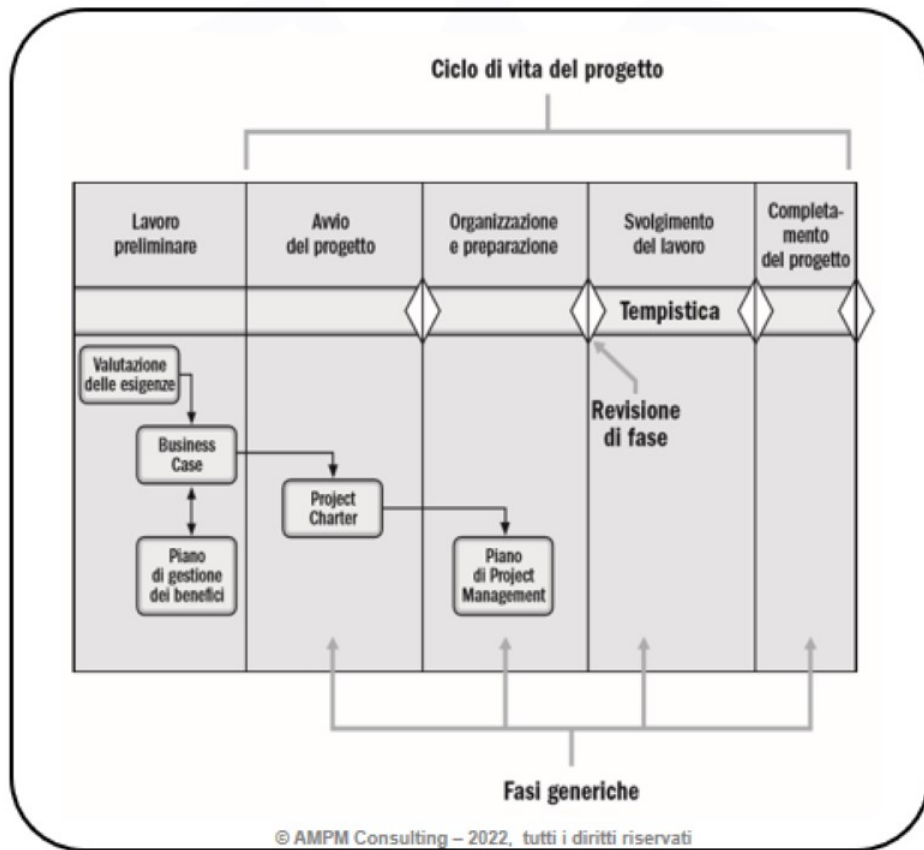 Ciclo di vita del progetto
Lavoro
preliminare
Avvio
del progetto
Organizzazione
e preparazione
Svolgimento
del lavoro
Completa-
mento
del progetto
Tempistica
Valutazione
delle esigenze
Business
Case
Piano
di gestione
dei benefici
Project
Charter
Piano
di Project
Management
Revisione
di fase
Fasi generiche
© AMPM Consulting – 2022, tutti i diritti riservati